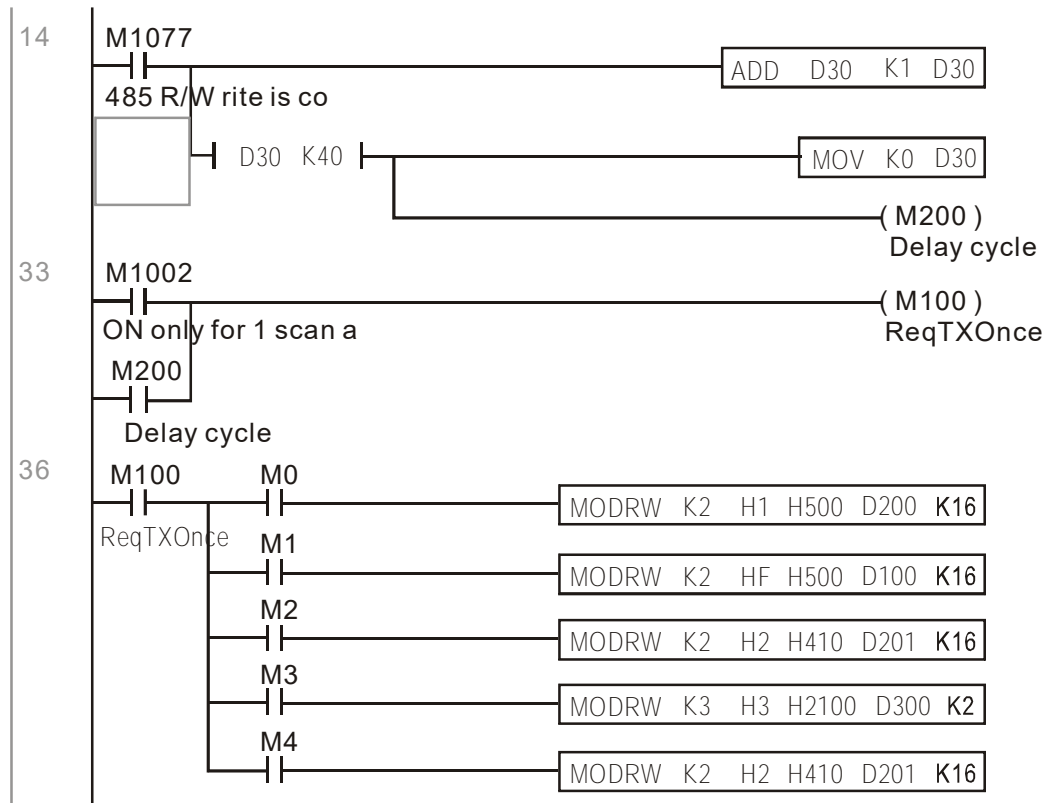 14
M1077
ADD D30 K1 D30
485 R/W rite is co
D30 K40
MOV K0 D30
( M200 )
Delay cycle
33
M1002
( M100 )
ON only for 1 scan a
ReqTXOnce
M200
Delay cycle
36
M100 M0
MODRW K2 H1 H500 D200 K16
ReqTXOnce
M1
MODRW K2 HF H500 D100 K16
M2
MODRW K2 H2 H410 D201 K16
M3
MODRW K3 H3 H2100 D300 K2
M4
MODRW K2 H2 H410 D201 K16